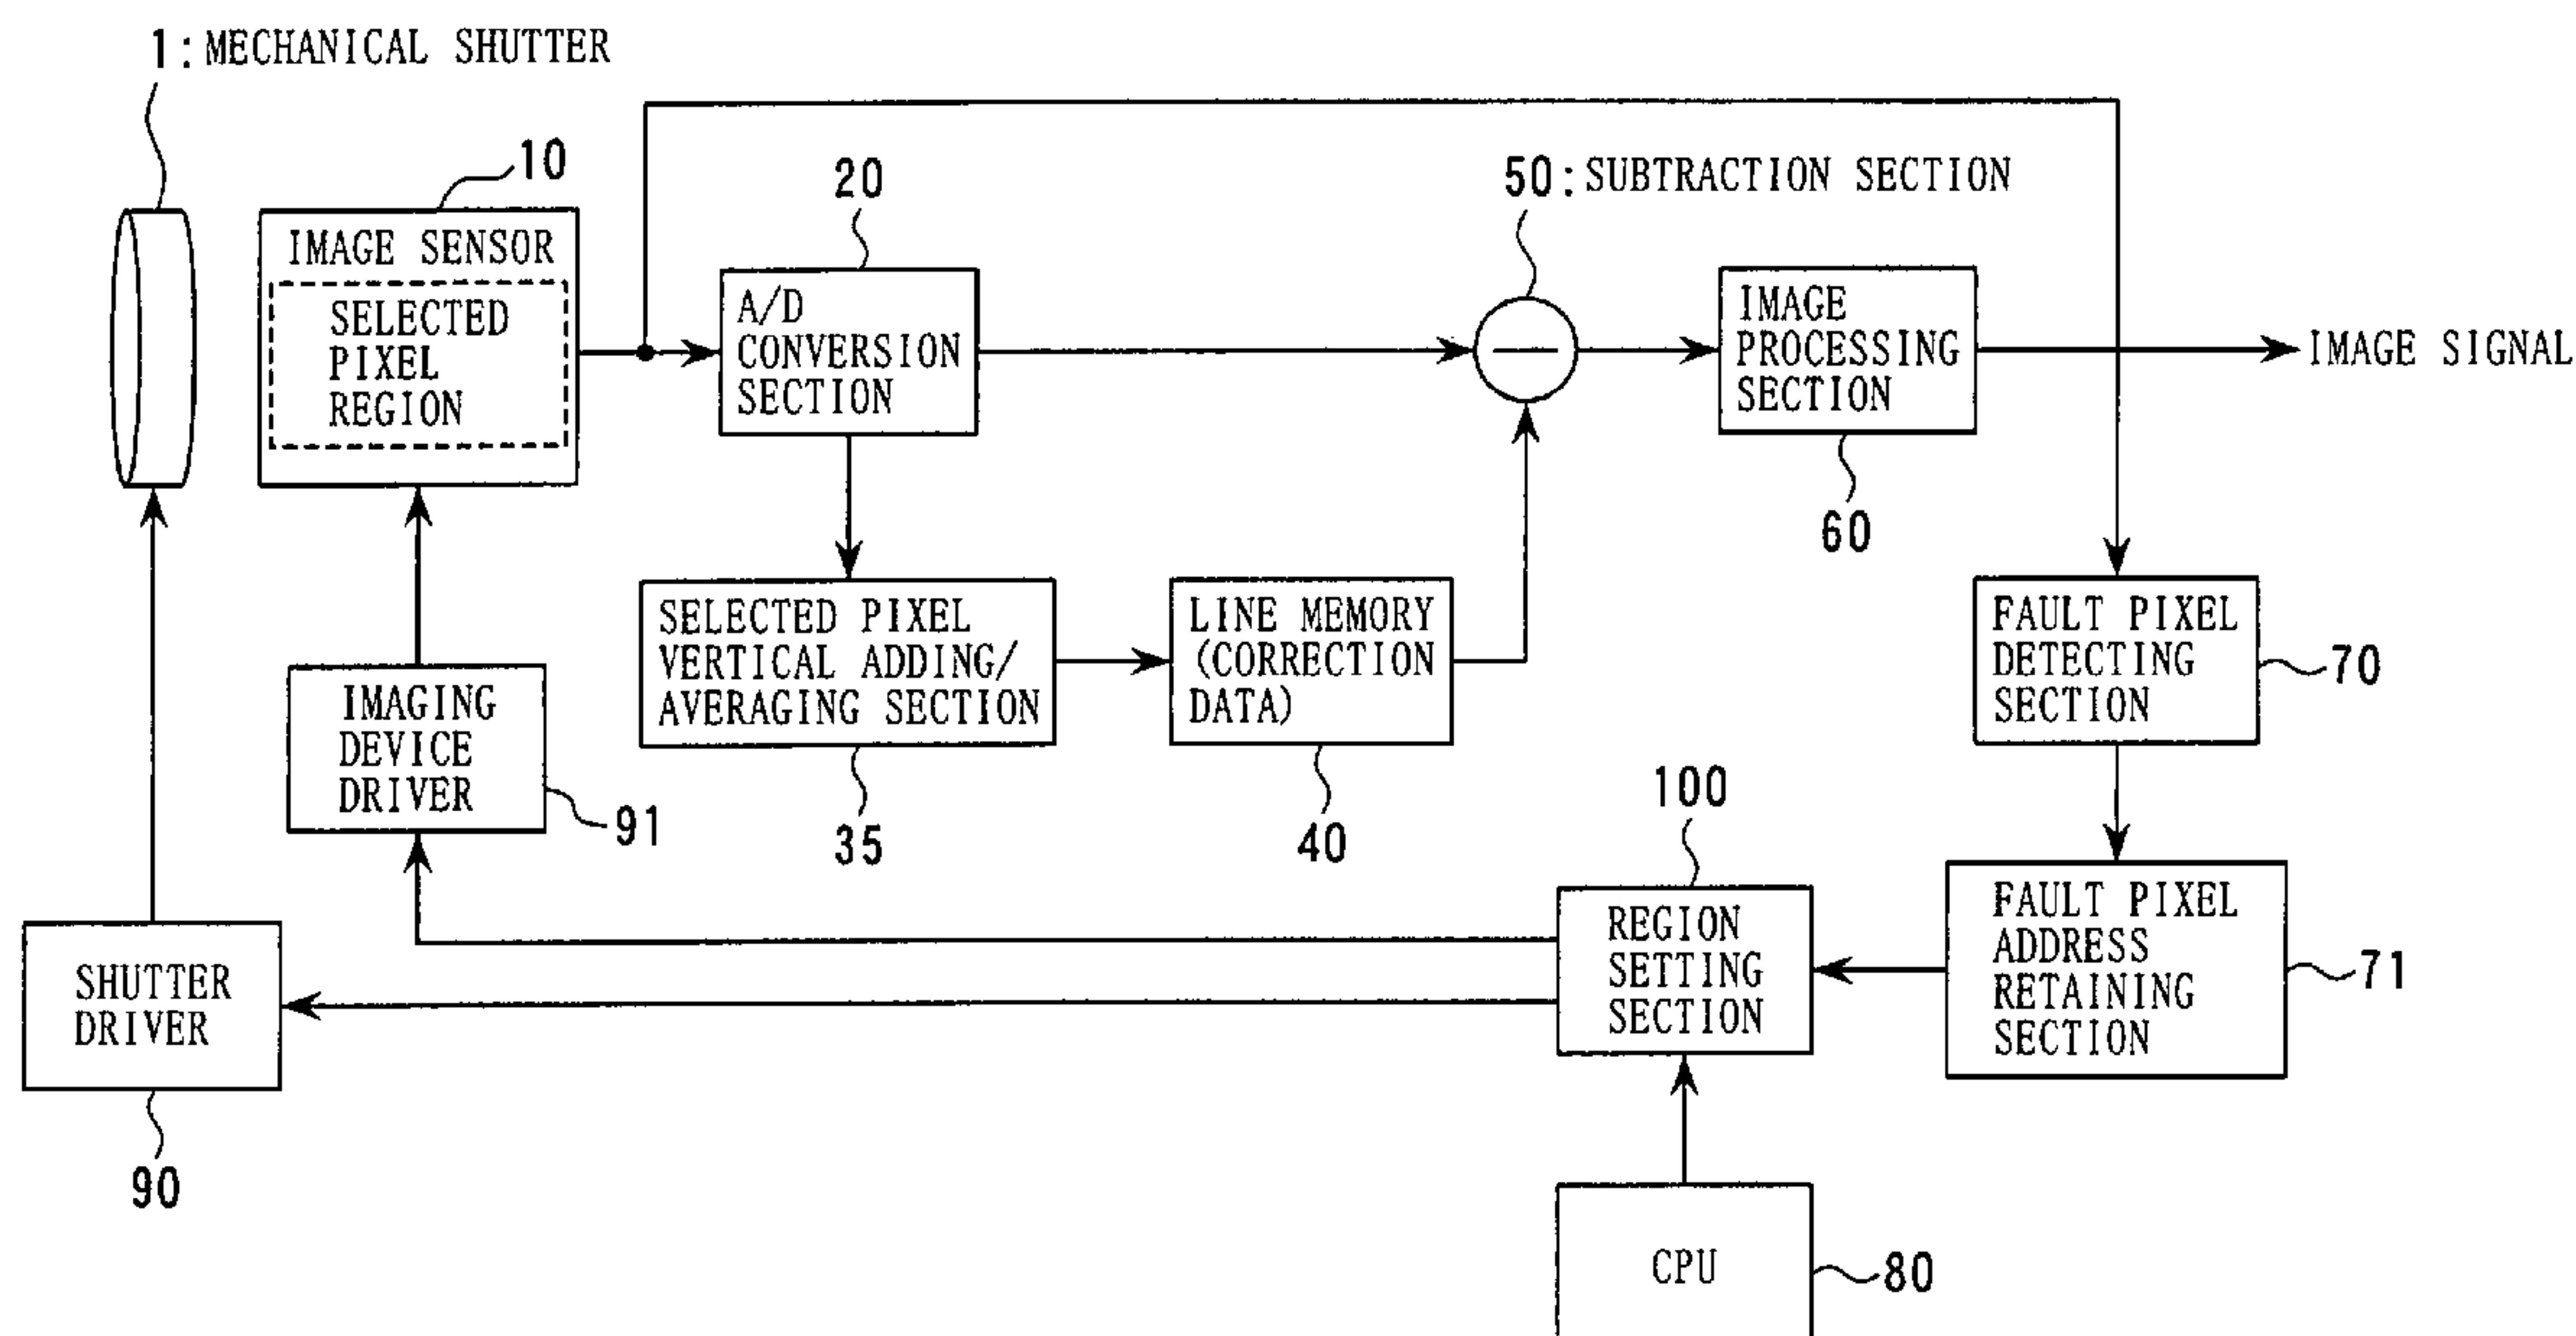 1: MECHANICAL SHUTTER
10
IMAGE SENSOR
SELECTED
PIXEL
REGION
20
A/D
CONVERSION
SECTION
50: SUBTRACTION SECTION
IMAGE
PROCESSING
SECTION
60
IMAGE SIGNAL
SELECTED PIXEL
VERTICAL ADDING/
AVERAGING SECTION
35
LINE MEMORY
(CORRECTION
DATA)
40
FAULT PIXEL
DETECTING
SECTION
70
IMAGING
DEVICE
DRIVER
91
100
REGION
SETTING
SECTION
FAULT PIXEL
ADDRESS
RETAINING
SECTION
71
SHUTTER
DRIVER
90
CPU
80